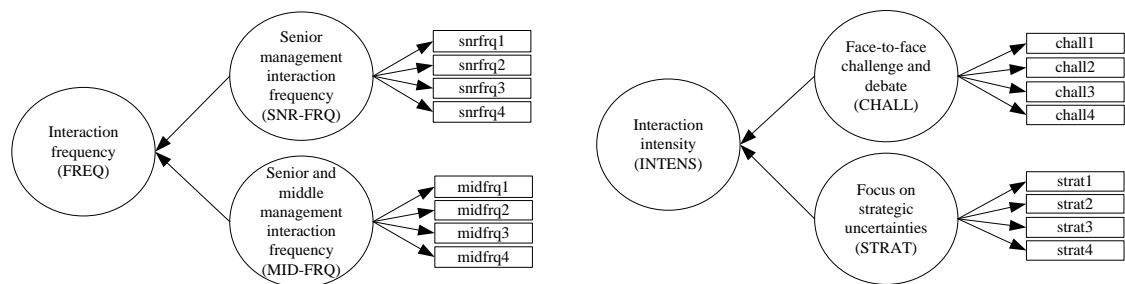 Interaction
frequency
(FREQ)
Senior
management
interaction
frequency
(SNR-FRQ)
snrfrq1
snrfrq2
snrfrq3
snrfrq4
Senior and
middle
management
interaction
frequency
(MID-FRQ)
midfrq1
midfrq2
midfrq3
midfrq4
Interaction
intensity
(INTENS)
Face-to-face
challenge and
debate
(CHALL)
chall1
chall2
chall3
chall4
Focus on
strategic
uncertainties
(STRAT)
strat1
strat2
strat3
strat4